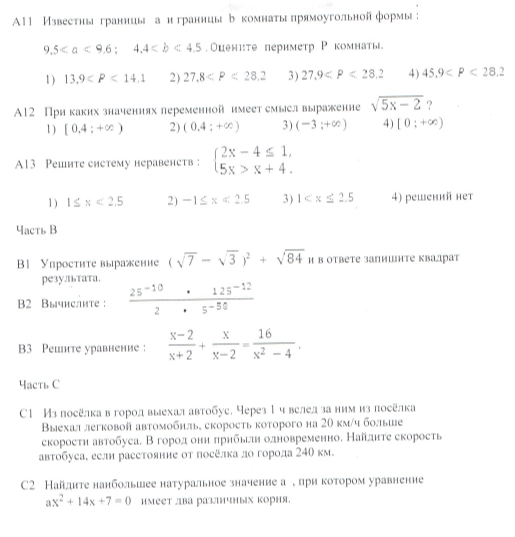 А11 Известны границы а и границы b комнаты прямоугольной формы :
9,5< a < 9,6 ; 4,4< b < 4,5 . Оцените периметр Р комнаты.
1) 13,9< P < 14,1 2) 27,8< P < 28,2 3) 27,9< P < 28,2 4) 45,9< P < 28,2
А12 При каких значениях переменной имеет смысл выражение √(5x − 2) ?
1) [ 0,4 ; +∞ ) 2) ( 0,4 ; +∞) 3) (−3 ;+∞) 4) [ 0 ; +∞)
А13 Решите систему неравенств : {2x − 4 ≤ 1,
5x > x + 4 .
1) 1≤ x < 2,5 2) −1≤ x < 2,5 3) 1< x ≤ 2,5 4) решений нет
Часть В
В1 Упростите выражение ( √7 − √3 )² + √84 и в ответе запишите квадрат
результата.
В2 Вычислите : (25⁻¹⁰ • 125⁻¹²) / (2 • 5⁻⁵⁶)
В3 Решите уравнение : (x−2)/(x+2) + x/(x−2) = 16/(x² − 4) .
Часть С
С1 Из посёлка в город выехал автобус. Через 1 ч вслед за ним из посёлка
Выехал легковой автомобиль, скорость которого на 20 км/ч больше
скорости автобуса. В город они прибыли одновременно. Найдите скорость
автобуса, если расстояние от посёлка до города 240 км.
С2 Найдите наибольшее натуральное значение а , при котором уравнение
ax² + 14x +7 = 0 имеет два различных корня.